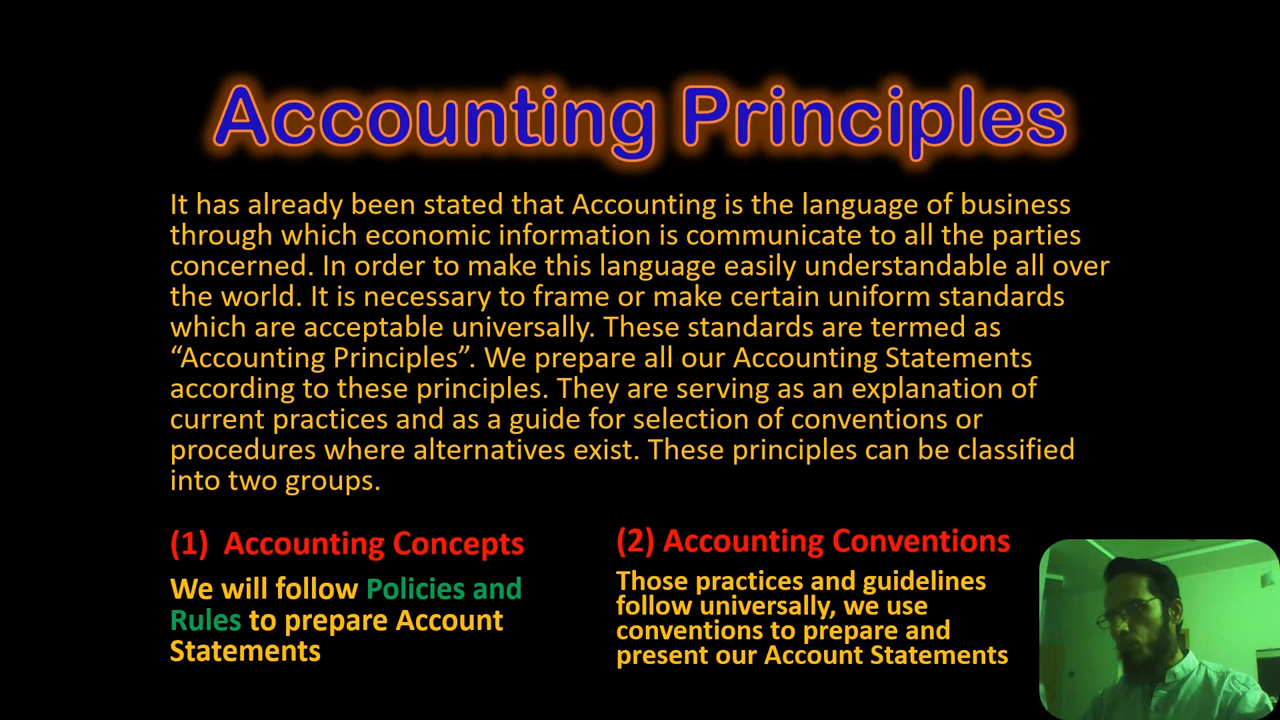 Accounting Principles
It has already been stated that Accounting is the language of business
through which economic information is communicate to all the parties
concerned. In order to make this language easily understandable all over
the world. It is necessary to frame or make certain uniform standards
which are acceptable universally. These standards are termed as
“Accounting Principles”. We prepare all our Accounting Statements
according to these principles. They are serving as an explanation of
current practices and as a guide for selection of conventions or
procedures where alternatives exist. These principles can be classified
into two groups.
(1) Accounting Concepts
We will follow Policies and
Rules to prepare Account
Statements
(2) Accounting Conventions
Those practices and guidelines
follow universally, we use
conventions to prepare and
present our Account Statements